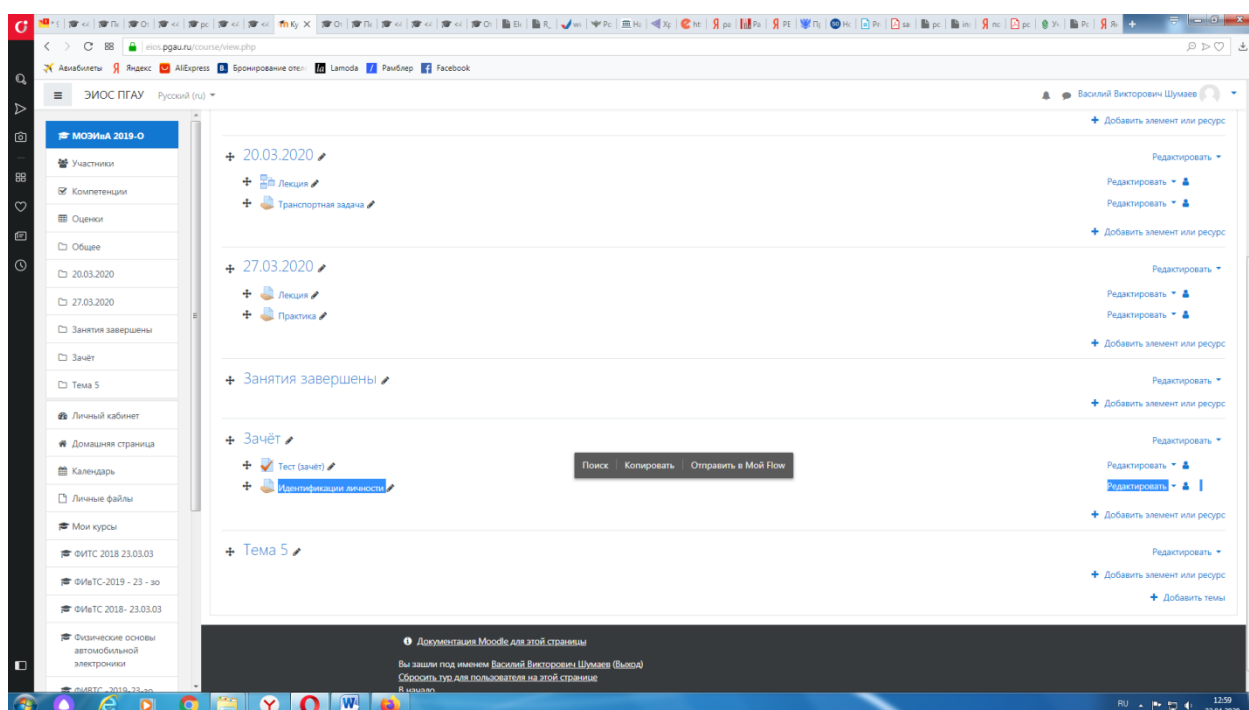 eios.pgau.ru/course/view.php
Авиабилеты Яндекс AliExpress Бронирование отел Lamoda Рамблер Facebook
ЭИОС ПГАУ Русский (ru)
Василий Викторович Шумаев
МОЭИвА 2019-О
Участники
Компетенции
Оценки
Общее
20.03.2020
27.03.2020
Занятия завершены
Зачёт
Тема 5
Личный кабинет
Домашняя страница
Календарь
Личные файлы
Мои курсы
ФИТС 2018 23.03.03
ФИвТС-2019 - 23 - зо
ФИвТС 2018- 23.03.03
Физические основы
автомобильной
электроники
Добавить элемент или ресурс
20.03.2020 Редактировать
Лекция Редактировать
Транспортная задача Редактировать
Добавить элемент или ресурс
27.03.2020 Редактировать
Лекция Редактировать
Практика Редактировать
Добавить элемент или ресурс
Занятия завершены Редактировать
Добавить элемент или ресурс
Зачёт Редактировать
Поиск Копировать Отправить в Мой Flow
Тест (зачёт) Редактировать
Идентификации личности Редактировать
Добавить элемент или ресурс
Тема 5 Редактировать
Добавить элемент или ресурс
Добавить темы
Документация Moodle для этой страницы
Вы зашли под именем Василий Викторович Шумаев (Выход)
Сбросить тур для пользователя на этой странице
В начало
RU 12:59